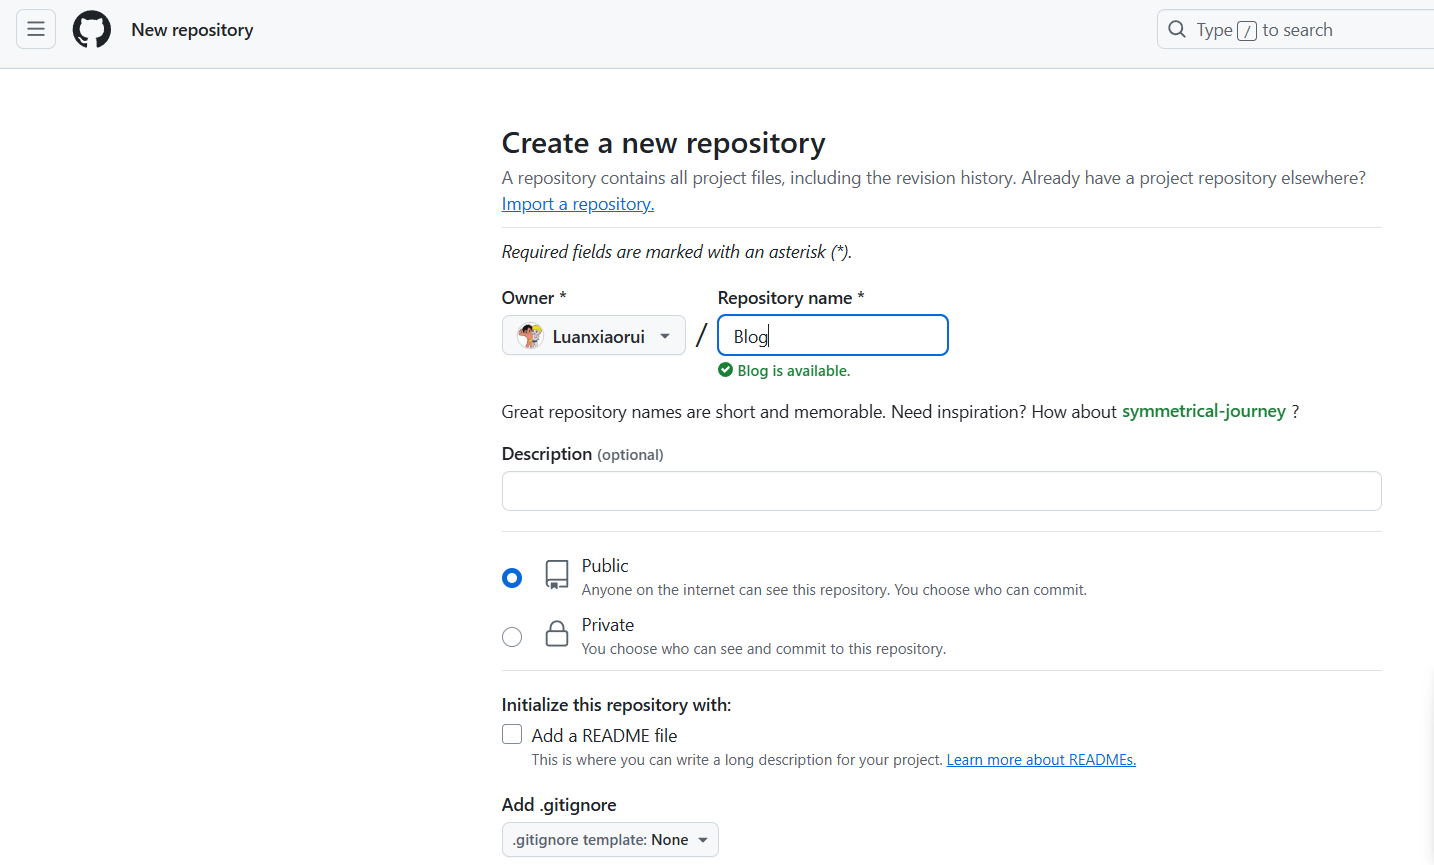 New repository
Type / to search
Create a new repository
A repository contains all project files, including the revision history. Already have a project repository elsewhere?
Import a repository.
Required fields are marked with an asterisk (*).
Owner * Repository name *
Luanxiaorui / Blog
Blog is available.
Great repository names are short and memorable. Need inspiration? How about symmetrical-journey ?
Description (optional)
Public
Anyone on the internet can see this repository. You choose who can commit.
Private
You choose who can see and commit to this repository.
Initialize this repository with:
Add a README file
This is where you can write a long description for your project. Learn more about READMEs.
Add .gitignore
.gitignore template: None